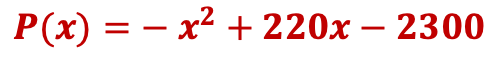 P(x) = − x² + 220x − 2300